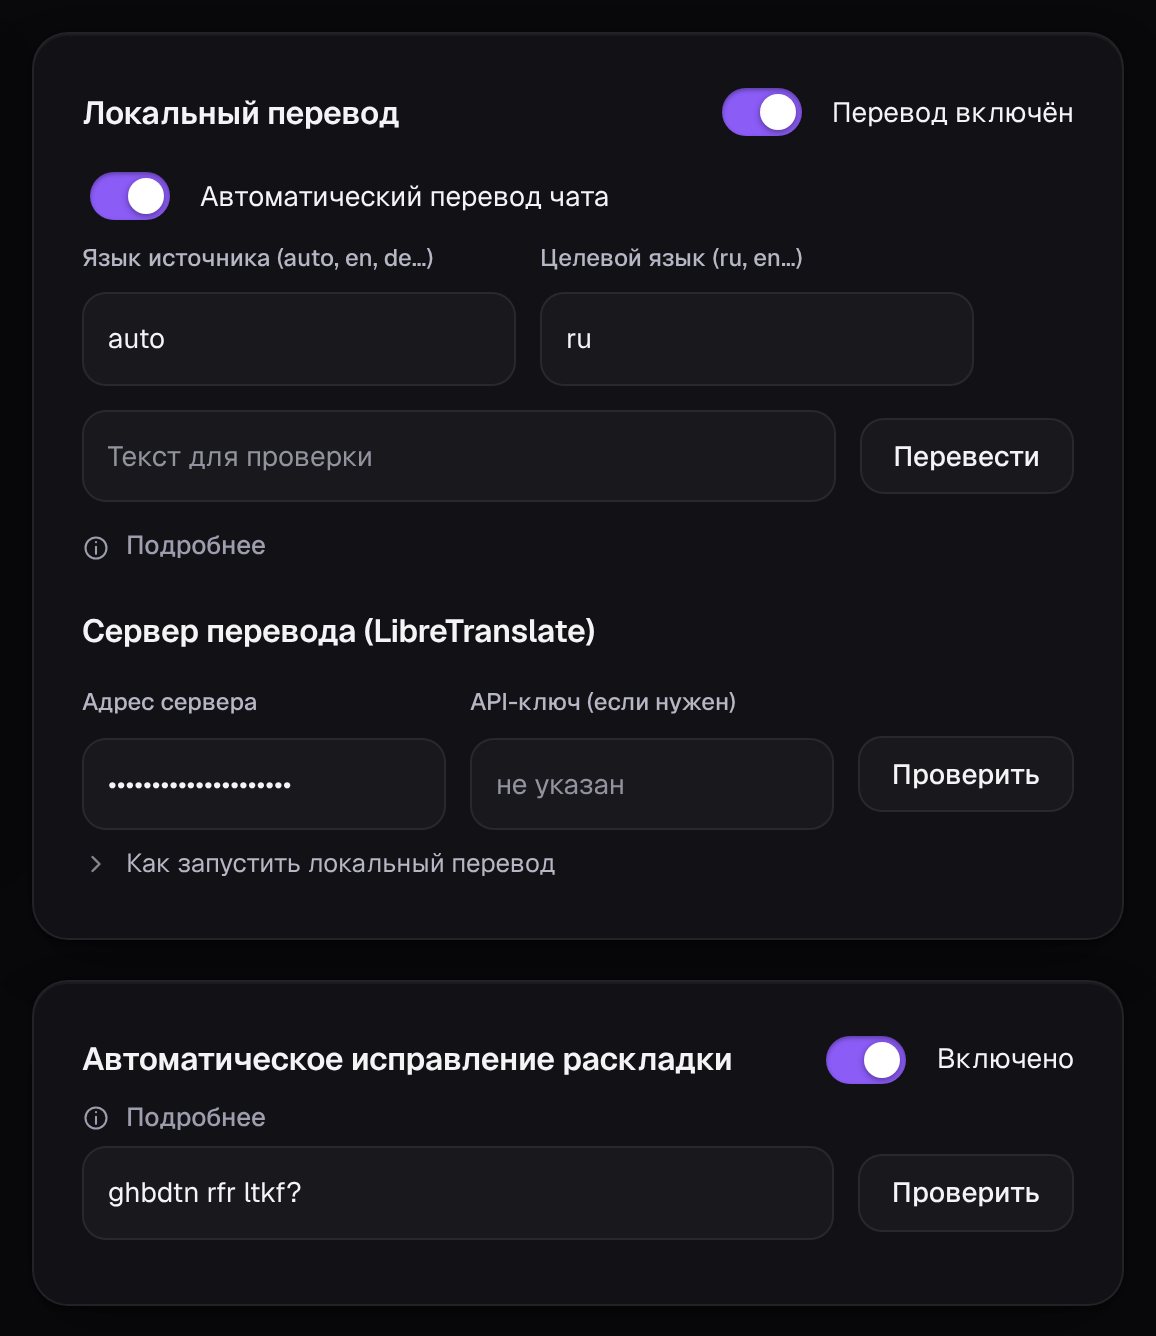 Локальный перевод
Перевод включён
Автоматический перевод чата
Язык источника (auto, en, de...)
Целевой язык (ru, en...)
auto
ru
Текст для проверки
Перевести
Подробнее
Сервер перевода (LibreTranslate)
Адрес сервера
API-ключ (если нужен)
••••••••••••••••••••
не указан
Проверить
Как запустить локальный перевод
Автоматическое исправление раскладки
Включено
Подробнее
ghbdtn rfr ltkf?
Проверить